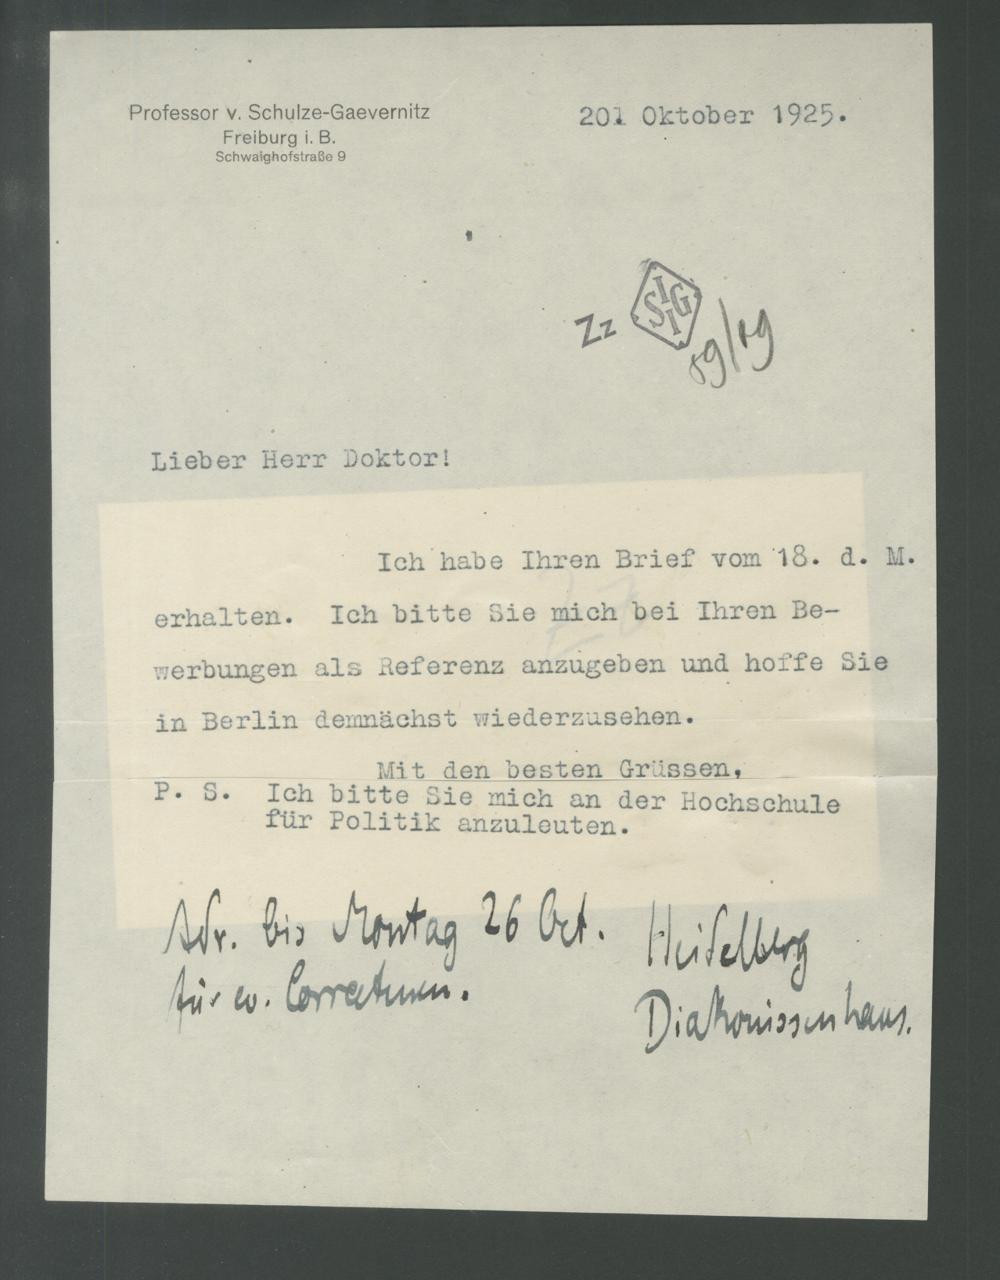 Professor v. Schulze-Gaevernitz
Freiburg i. B.
Schwaighofstraße 9
201 Oktober 1925.
Zz
SIGI
Lieber Herr Doktor!
Ich habe Ihren Brief vom 18. d. M.
erhalten. Ich bitte Sie mich bei Ihren Be-
werbungen als Referenz anzugeben und hoffe Sie
in Berlin demnächst wiederzusehen.
Mit den besten Grüssen,
P. S. Ich bitte Sie mich an der Hochschule
für Politik anzuleuten.
Adr. bis Montag 26 Oct.
für ev. Correcturen.
Heidelberg
Diakonissenhaus.